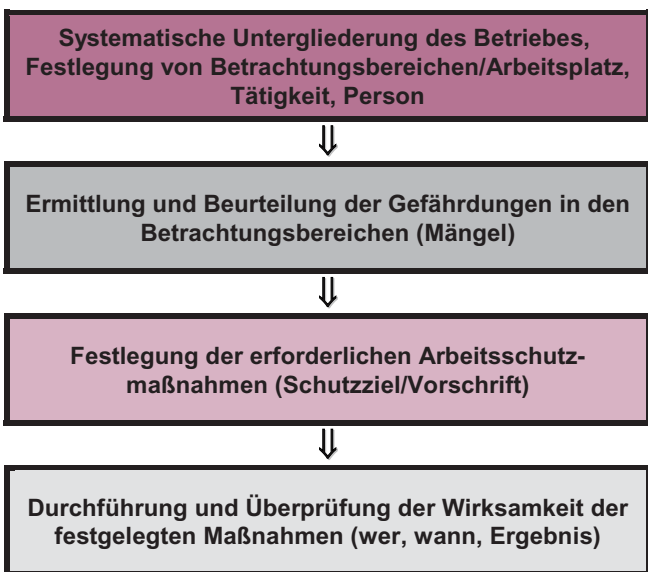 Systematische Untergliederung des Betriebes,
Festlegung von Betrachtungsbereichen/Arbeitsplatz,
Tätigkeit, Person
⇓
Ermittlung und Beurteilung der Gefährdungen in den
Betrachtungsbereichen (Mängel)
⇓
Festlegung der erforderlichen Arbeitsschutz-
maßnahmen (Schutzziel/Vorschrift)
⇓
Durchführung und Überprüfung der Wirksamkeit der
festgelegten Maßnahmen (wer, wann, Ergebnis)